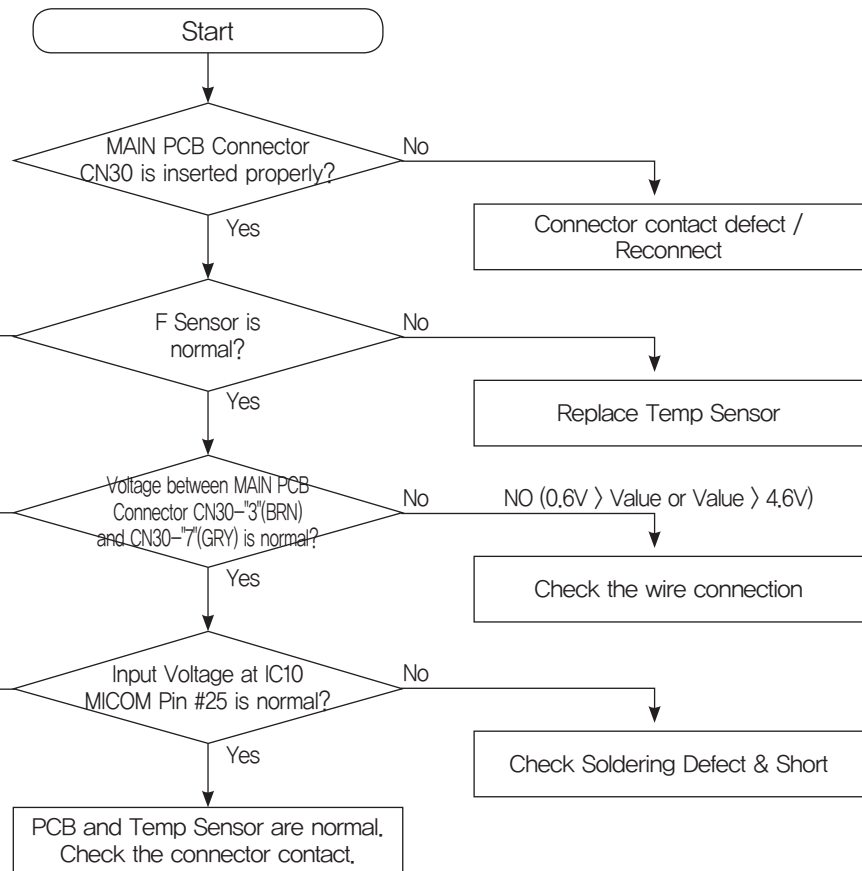 Start
MAIN PCB Connector
CN30 is inserted properly?
No
Yes
Connector contact defect /
Reconnect
F Sensor is
normal?
No
Yes
Replace Temp Sensor
Voltage between MAIN PCB
Connector CN30-"3"(BRN)
and CN30-"7"(GRY) is normal?
No
NO (0.6V > Value or Value > 4.6V)
Yes
Check the wire connection
Input Voltage at IC10
MICOM Pin #25 is normal?
No
Yes
Check Soldering Defect & Short
PCB and Temp Sensor are normal.
Check the connector contact.